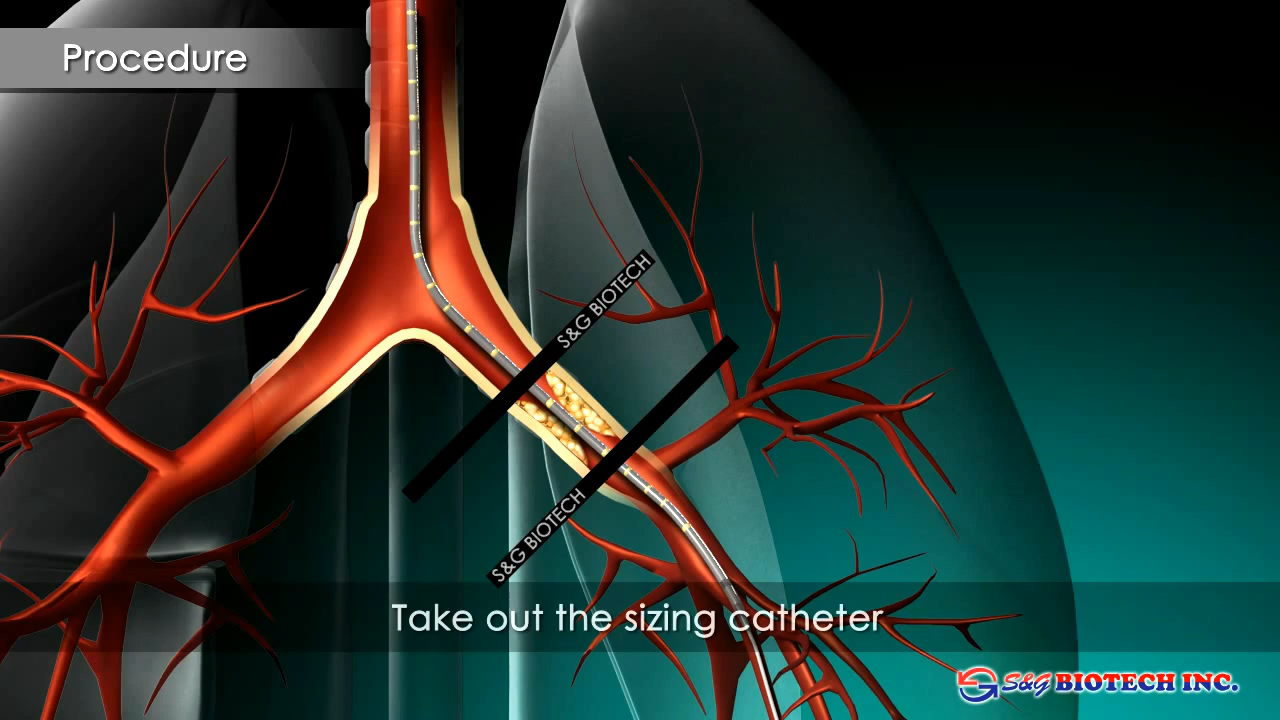 Procedure
S&G BIOTECH
S&G BIOTECH
Take out the sizing catheter
S&G BIOTECH INC.